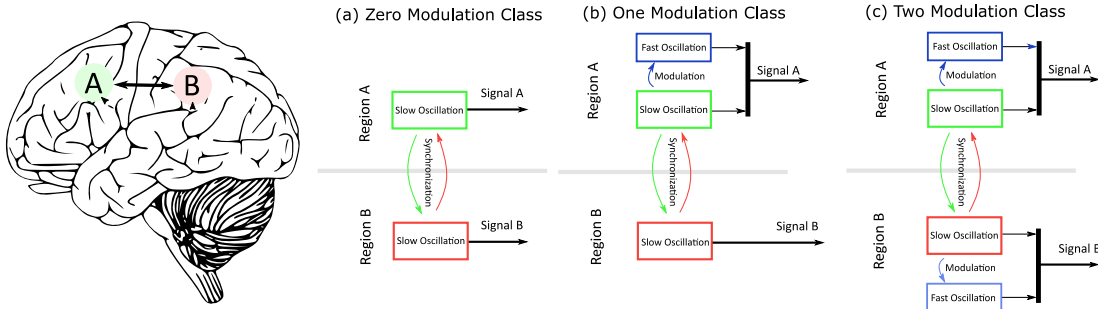 A
B
(a) Zero Modulation Class
Region A
Slow Oscillation
Signal A
Synchronization
Region B
Slow Oscillation
Signal B
(b) One Modulation Class
Region A
Fast Oscillation
Modulation
Signal A
Slow Oscillation
Synchronization
Region B
Slow Oscillation
Signal B
(c) Two Modulation Class
Region A
Fast Oscillation
Modulation
Signal A
Slow Oscillation
Synchronization
Region B
Slow Oscillation
Modulation
Signal B
Fast Oscillation